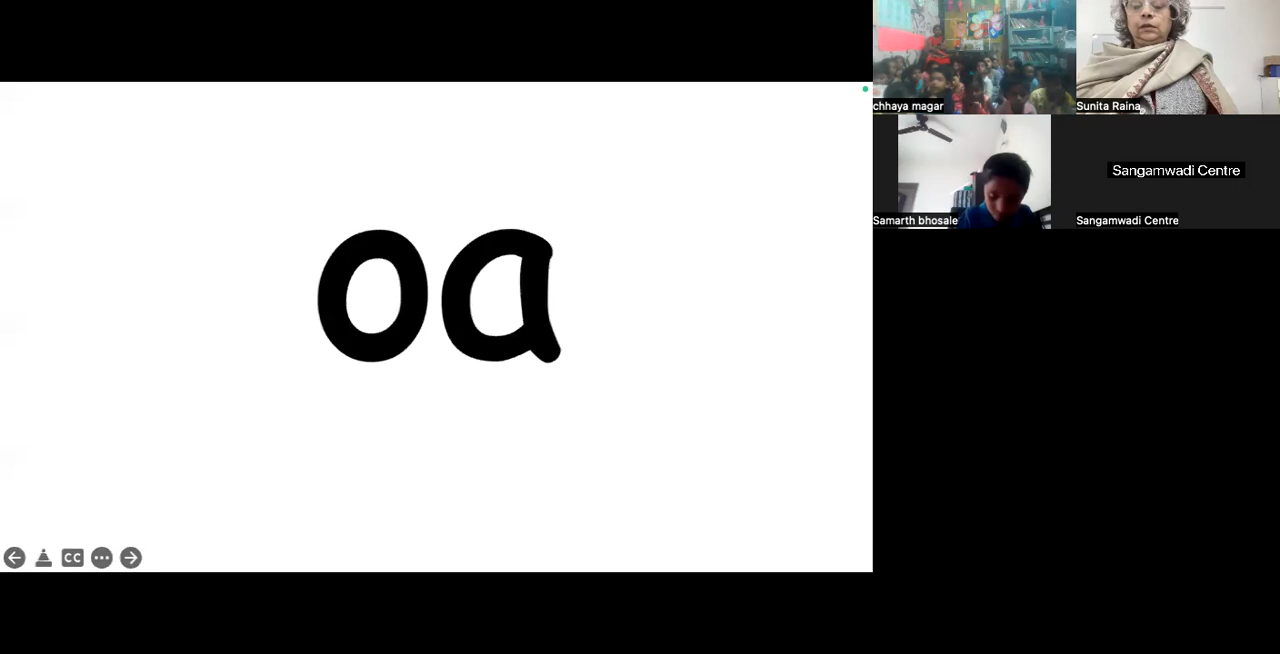 oa
chhaya magar
Sunita Raina
Samarth bhosale
Sangamwadi Centre
Sangamwadi Centre
CC